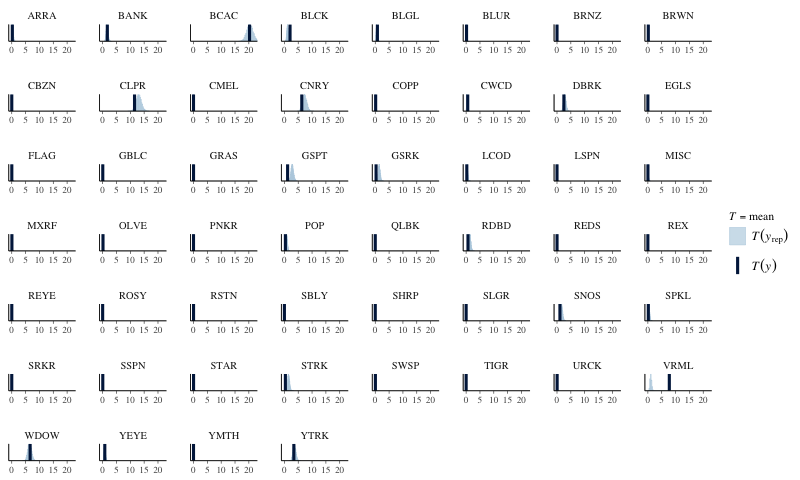 ARRA BANK BCAC BLCK BLGL BLUR BRNZ BRWN
0 5 10 15 20 0 5 10 15 20 0 5 10 15 20 0 5 10 15 20 0 5 10 15 20 0 5 10 15 20 0 5 10 15 20 0 5 10 15 20
CBZN CLPR CMEL CNRY COPP CWCD DBRK EGLS
0 5 10 15 20 0 5 10 15 20 0 5 10 15 20 0 5 10 15 20 0 5 10 15 20 0 5 10 15 20 0 5 10 15 20 0 5 10 15 20
FLAG GBLC GRAS GSPT GSRK LCOD LSPN MISC
0 5 10 15 20 0 5 10 15 20 0 5 10 15 20 0 5 10 15 20 0 5 10 15 20 0 5 10 15 20 0 5 10 15 20 0 5 10 15 20
MXRF OLVE PNKR POP QLBK RDBD REDS REX
0 5 10 15 20 0 5 10 15 20 0 5 10 15 20 0 5 10 15 20 0 5 10 15 20 0 5 10 15 20 0 5 10 15 20 0 5 10 15 20
REYE ROSY RSTN SBLY SHRP SLGR SNOS SPKL
0 5 10 15 20 0 5 10 15 20 0 5 10 15 20 0 5 10 15 20 0 5 10 15 20 0 5 10 15 20 0 5 10 15 20 0 5 10 15 20
SRKR SSPN STAR STRK SWSP TIGR URCK VRML
0 5 10 15 20 0 5 10 15 20 0 5 10 15 20 0 5 10 15 20 0 5 10 15 20 0 5 10 15 20 0 5 10 15 20 0 5 10 15 20
WDOW YEYE YMTH YTRK
0 5 10 15 20 0 5 10 15 20 0 5 10 15 20 0 5 10 15 20
T = mean
T(yrep)
T(y)